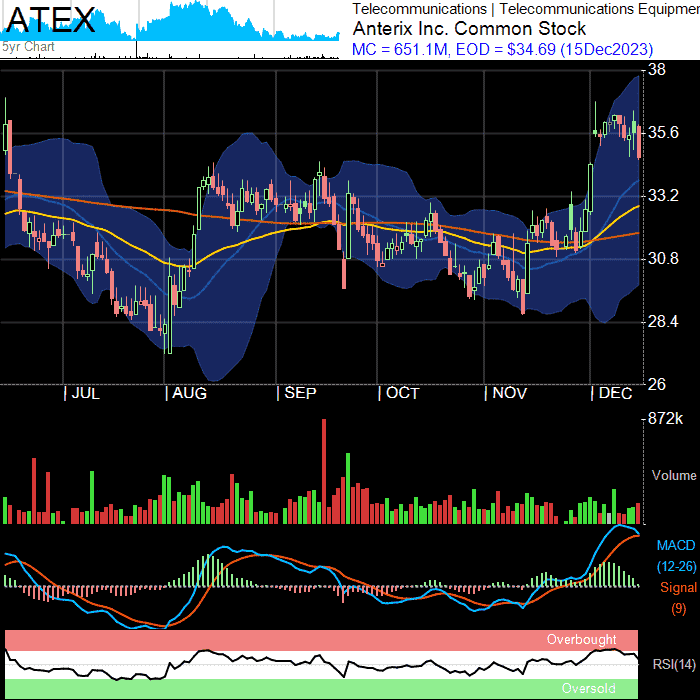 ATEX
5yr Chart
Telecommunications | Telecommunications Equipmen
Anterix Inc. Common Stock
MC = 651.1M, EOD = $34.69 (15Dec2023)
38
35.6
33.2
30.8
28.4
26
JUL AUG SEP OCT NOV DEC
872k
Volume
MACD
(12-26)
Signal
(9)
Overbought
RSI(14)
Oversold